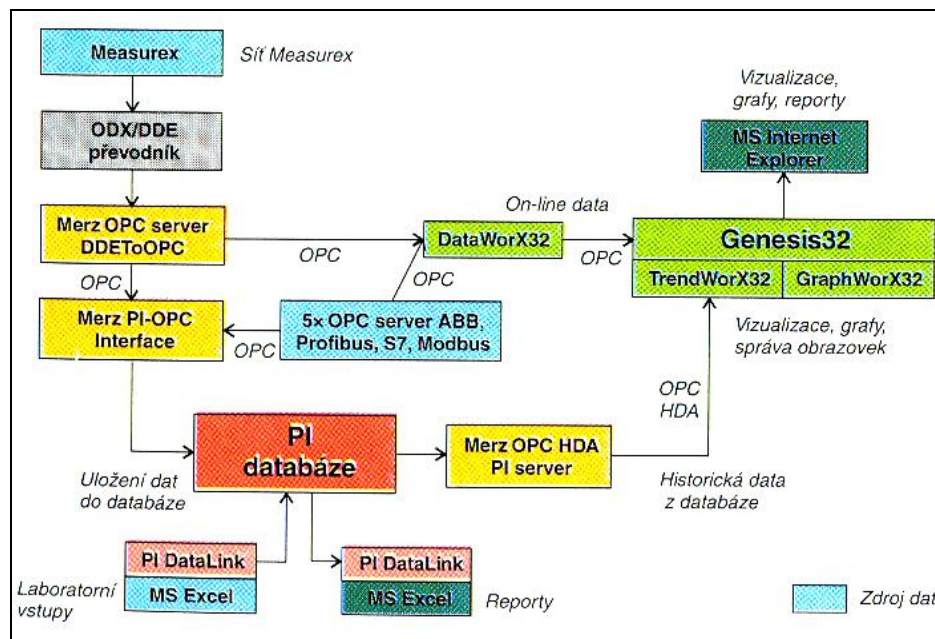 Measurex
Síť Measurex
ODX/DDE
převodník
Vizualizace,
grafy, reporty
MS Internet
Explorer
Merz OPC server
DDEToOPC
OPC
DataWorX32
On-line data
OPC
Genesis32
TrendWorX32
GraphWorX32
OPC
OPC
Merz PI-OPC
Interface
OPC
5x OPC server ABB,
Profibus, S7, Modbus
Vizualizace, grafy,
správa obrazovek
OPC
HDA
PI
databáze
Merz OPC HDA
PI server
Uložení dat
do databáze
Historická data
z databáze
PI DataLink
MS Excel
Laboratorní
vstupy
PI DataLink
MS Excel
Reporty
Zdroj dat